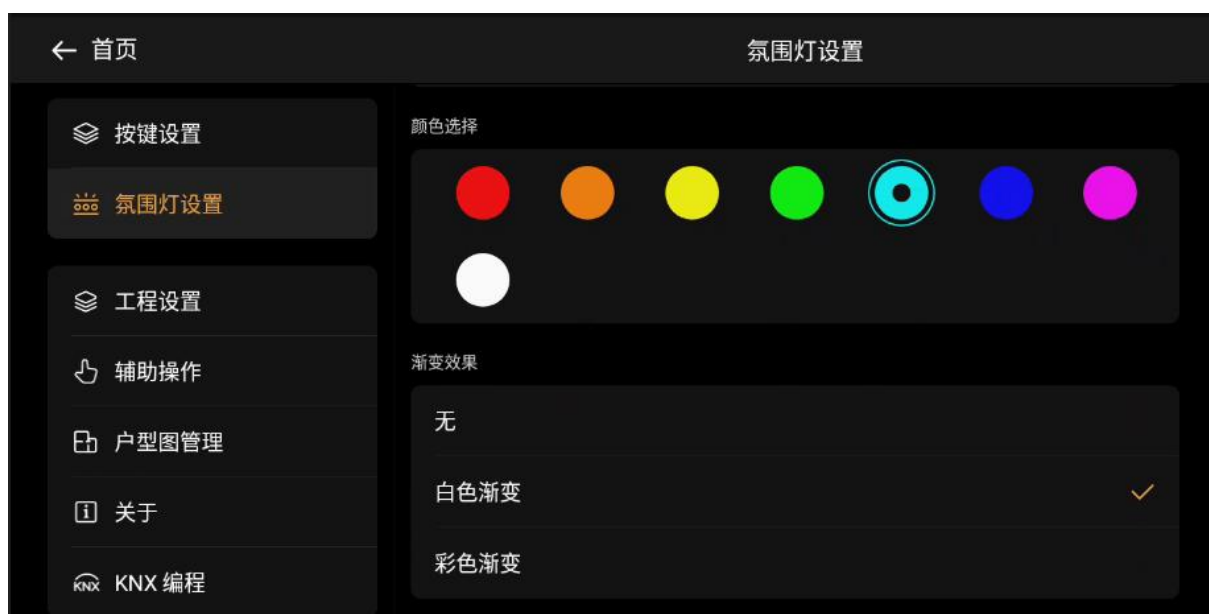 首页
氛围灯设置
按键设置
氛围灯设置
工程设置
辅助操作
户型图管理
关于
KNX KNX 编程
颜色选择
渐变效果
无
白色渐变
彩色渐变